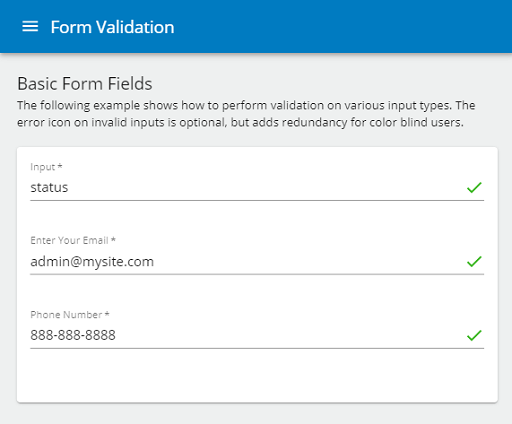 Form Validation
Basic Form Fields
The following example shows how to perform validation on various input types. The
error icon on invalid inputs is optional, but adds redundancy for color blind users.
Input *
status
Enter Your Email *
admin@mysite.com
Phone Number *
888-888-8888